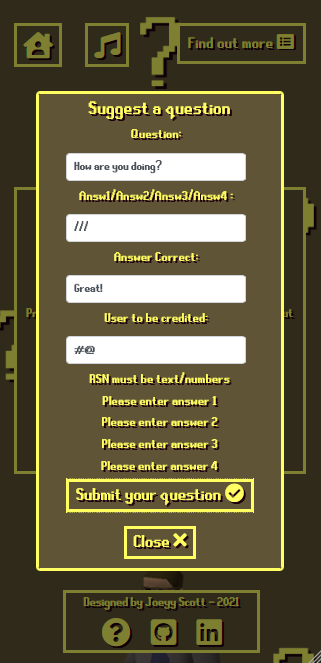 Find out more
Suggest a question
Question:
How are you doing?
Answ1/Answ2/Answ3/Answ4 :
///
Answer Correct:
Great!
User to be credited:
#@
RSN must be text/numbers
Please enter answer 1
Please enter answer 2
Please enter answer 3
Please enter answer 4
Submit your question
Close
Designed by Joeyy Scott - 2021